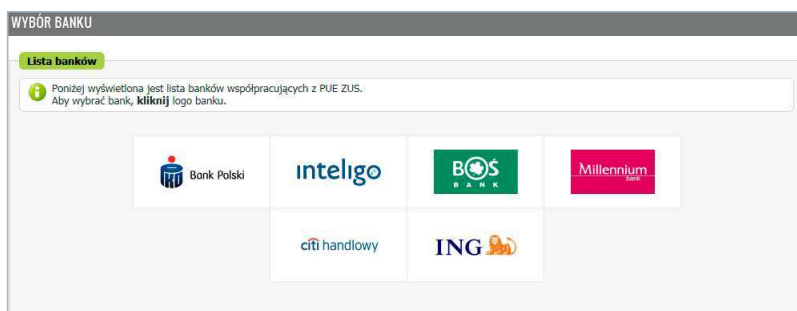 WYBÓR BANKU
Lista banków
Poniżej wyświetlona jest lista banków współpracujących z PUE ZUS.
Aby wybrać bank, kliknij logo banku.
PKO Bank Polski
inteligo
BOŚ
BANK
Millennium
bank
citi handlowy
ING